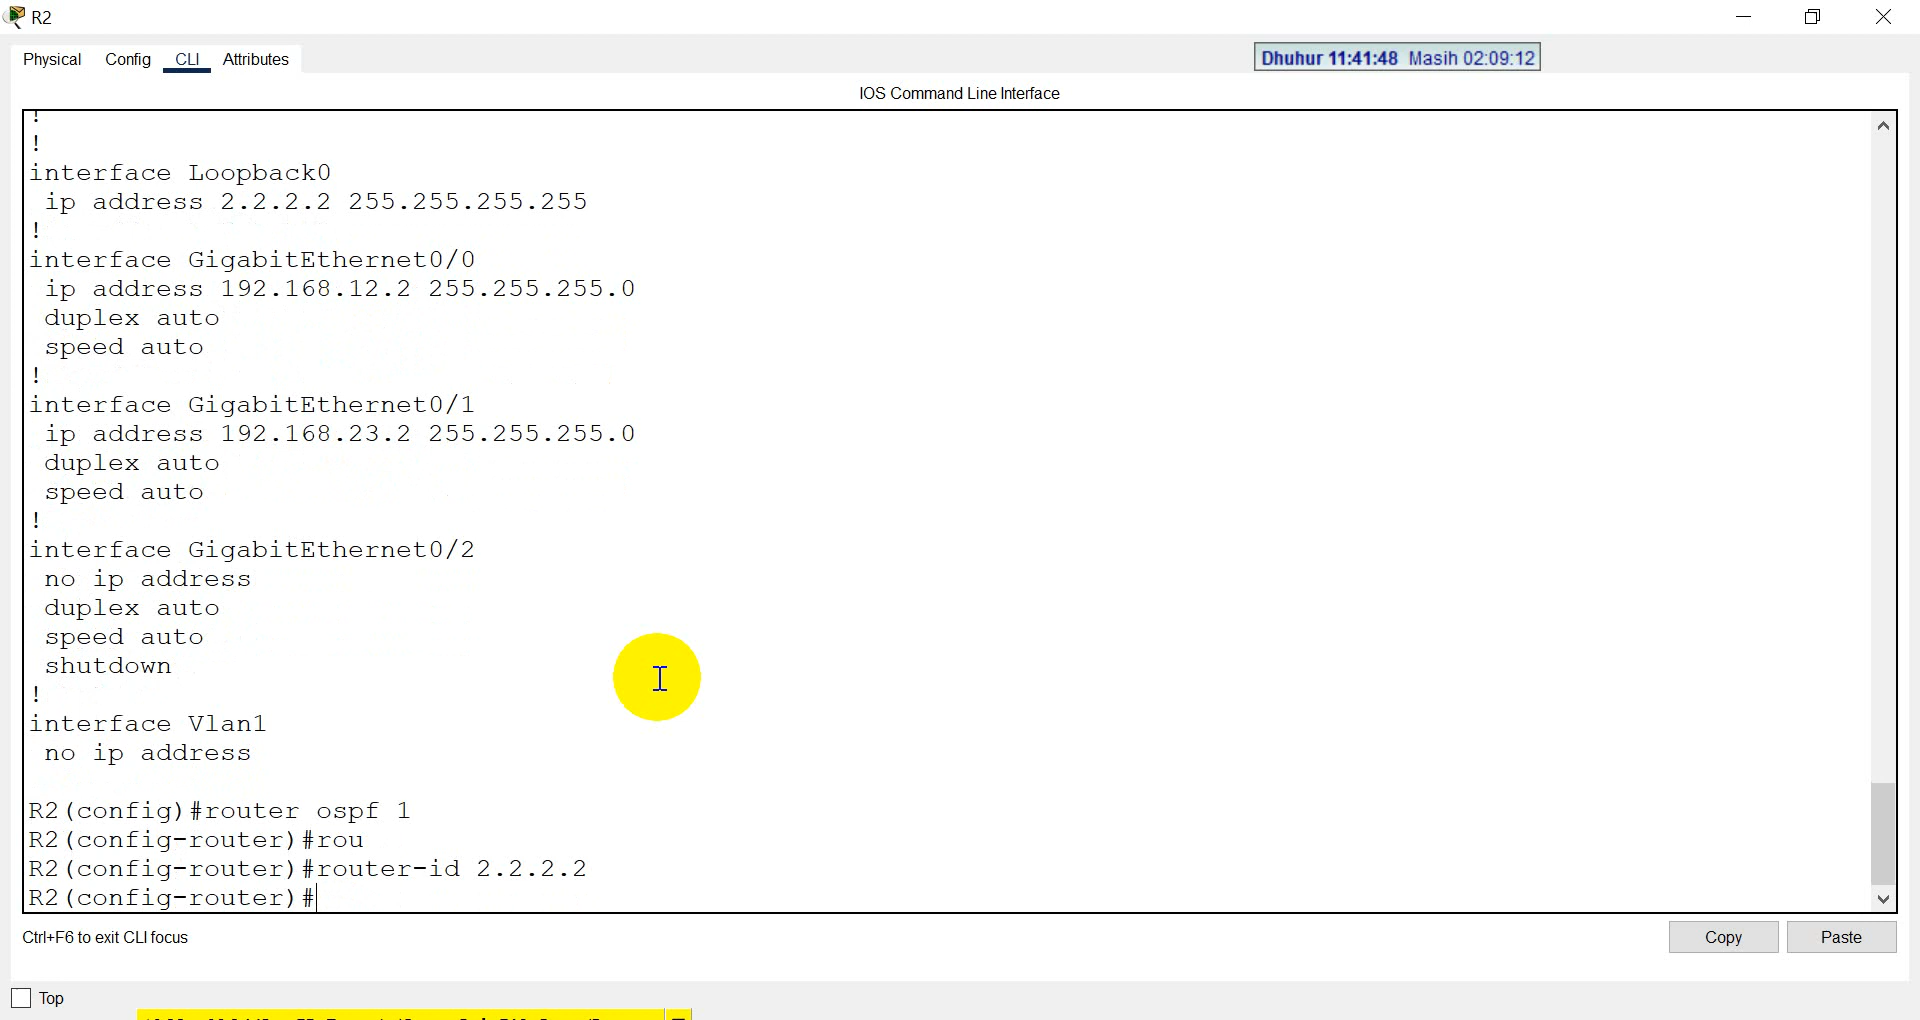 R2
Physical Config CLI Attributes
Dhuhur 11:41:48 Masih 02:09:12
IOS Command Line Interface
!
!
interface Loopback0
ip address 2.2.2.2 255.255.255.255
!
interface GigabitEthernet0/0
ip address 192.168.12.2 255.255.255.0
duplex auto
speed auto
!
interface GigabitEthernet0/1
ip address 192.168.23.2 255.255.255.0
duplex auto
speed auto
!
interface GigabitEthernet0/2
no ip address
duplex auto
speed auto
shutdown
!
interface Vlan1
no ip address
R2(config)#router ospf 1
R2(config-router)#rou
R2(config-router)#router-id 2.2.2.2
R2(config-router)#
Ctrl+F6 to exit CLI focus
Copy Paste
Top